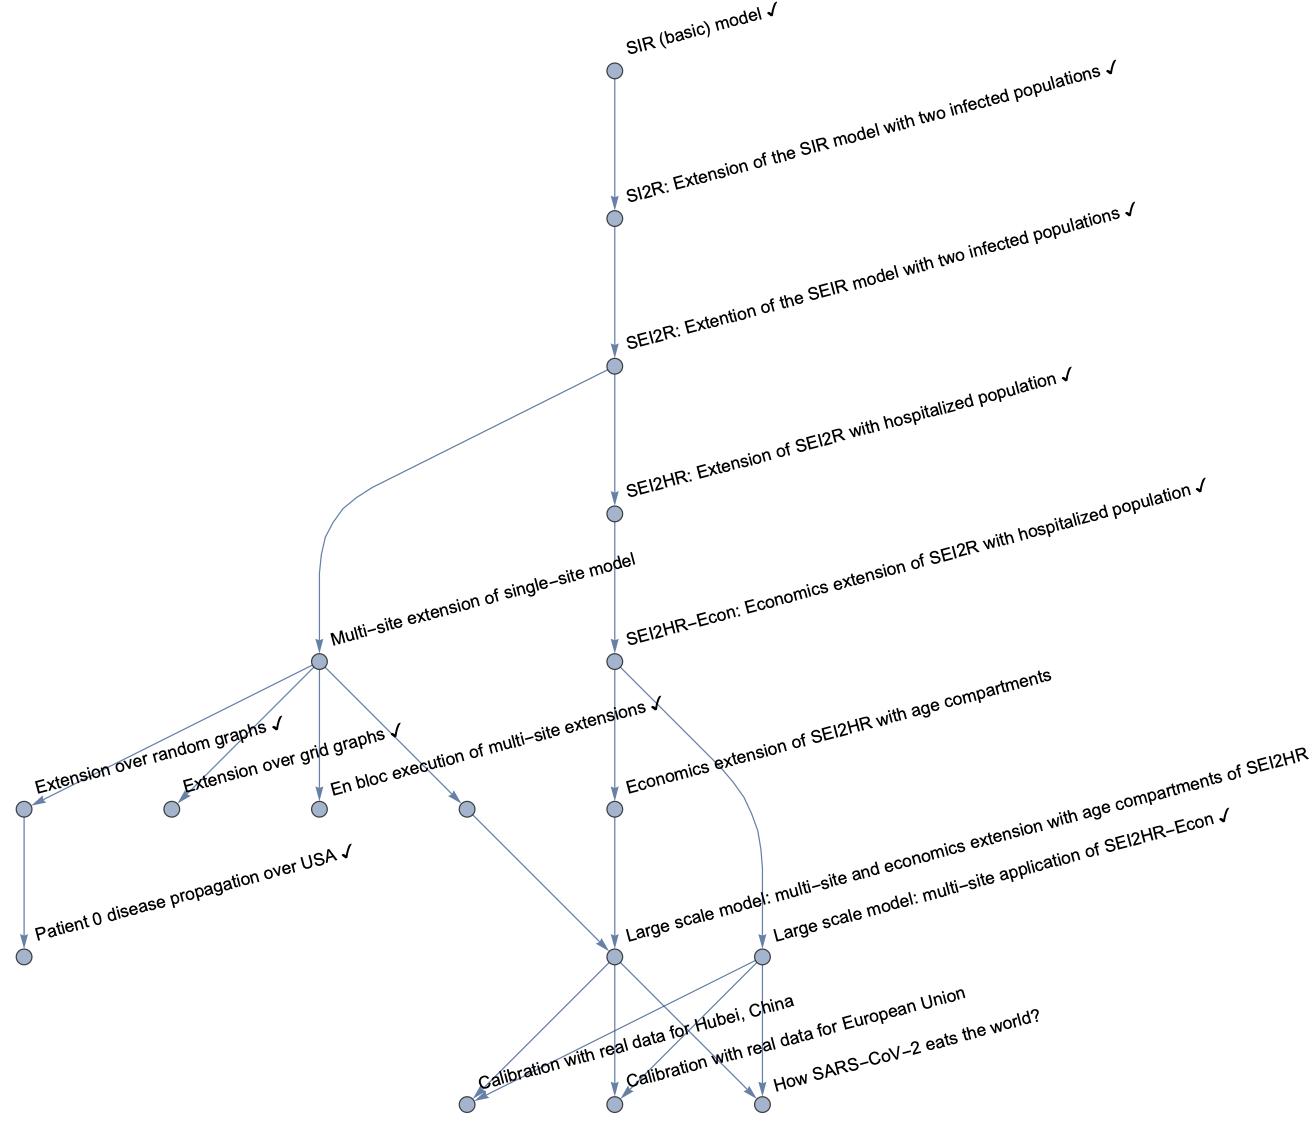 SIR (basic) model ✓
SI2R: Extension of the SIR model with two infected populations ✓
SEI2R: Extention of the SEIR model with two infected populations ✓
SEI2HR: Extension of SEI2R with hospitalized population ✓
SEI2HR-Econ: Economics extension of SEI2R with hospitalized population ✓
Multi-site extension of single-site model
Extension over random graphs ✓
Extension over grid graphs ✓
En bloc execution of multi-site extensions ✓
Economics extension of SEI2HR with age compartments
Patient 0 disease propagation over USA ✓
Large scale model: multi-site and economics extension with age compartments of SEI2HR
Large scale model: multi-site application of SEI2HR-Econ ✓
Calibration with real data for Hubei, China
Calibration with real data for European Union
How SARS-CoV-2 eats the world?